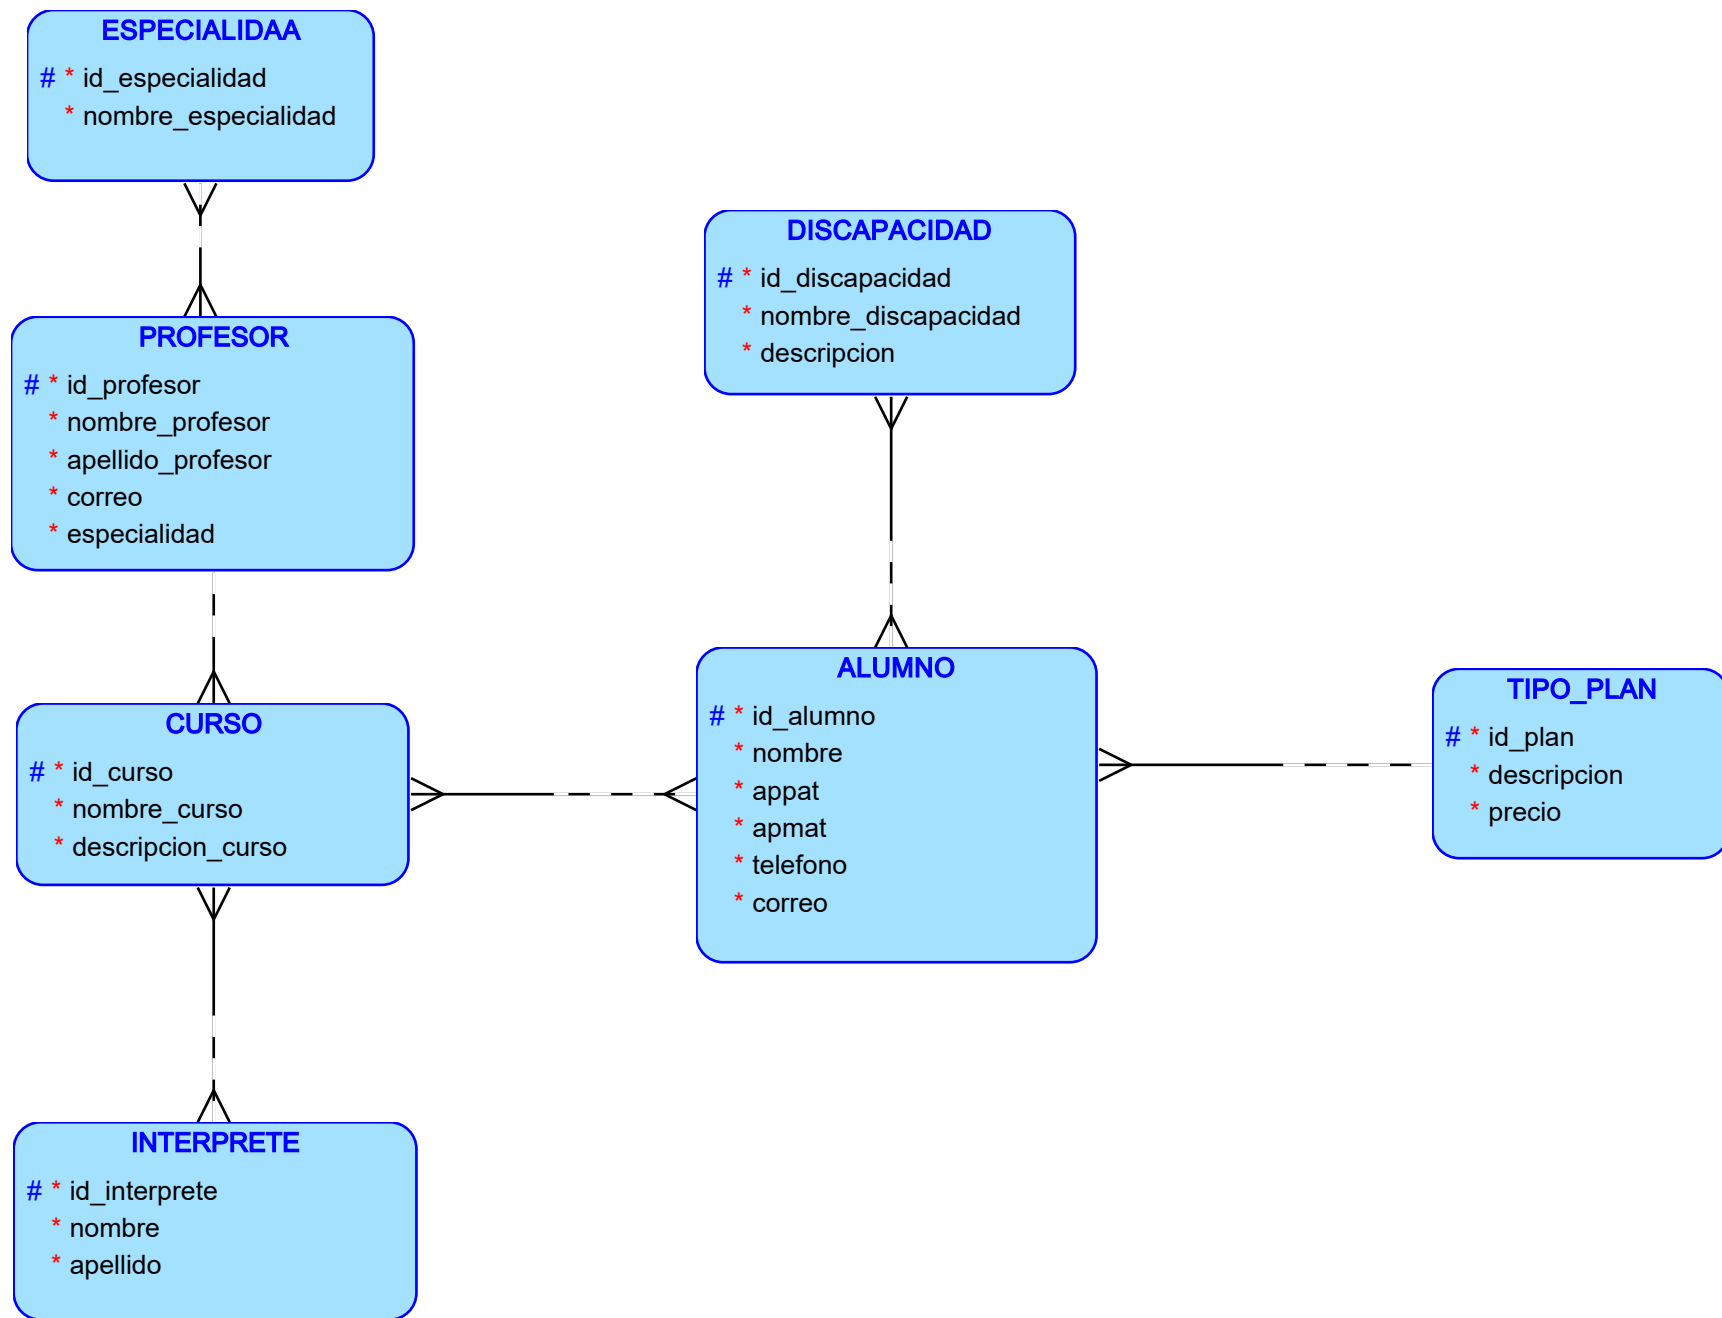 ESPECIALIDAA
# * id_especialidad
* nombre_especialidad
PROFESOR
# * id_profesor
* nombre_profesor
* apellido_profesor
* correo
* especialidad
CURSO
# * id_curso
* nombre_curso
* descripcion_curso
INTERPRETE
# * id_interprete
* nombre
* apellido
DISCAPACIDAD
# * id_discapacidad
* nombre_discapacidad
* descripcion
ALUMNO
# * id_alumno
* nombre
* appat
* apmat
* telefono
* correo
TIPO_PLAN
# * id_plan
* descripcion
* precio